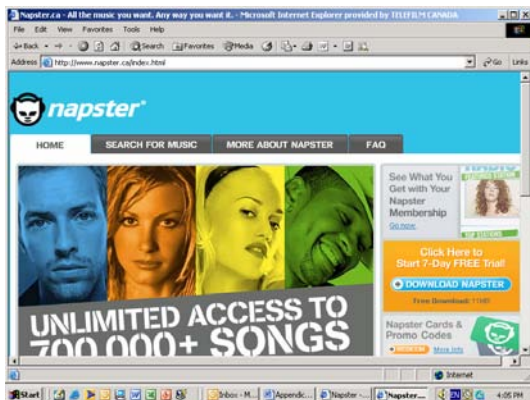 Napster.ca - All the music you want. Any way you want it. - Microsoft Internet Explorer provided by TELEFILM CANADA
File Edit View Favorites Tools Help
Back Search Favorites Media
Address http://www.napster.ca/index.html Go Links
napster
HOME SEARCH FOR MUSIC MORE ABOUT NAPSTER FAQ
See What You
Get with Your
Napster
Membership
Go now.
Click Here to
Start 7-Day FREE Trial!
DOWNLOAD NAPSTER
Free Download: 11MB
UNLIMITED ACCESS TO
700,000+ SONGS
Napster Cards &
Promo Codes
REDEEM More Info
Internet
Start Inbox - M... Appendic... Napster -... Napster... 4:05 PM